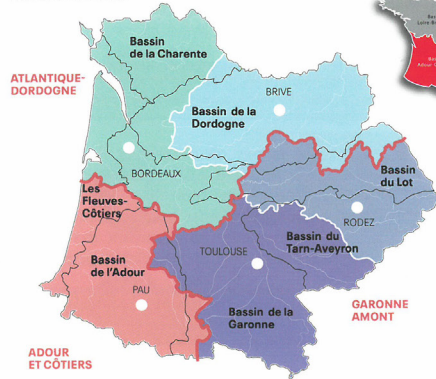 Bassin
de la Charente
ATLANTIQUE-
DORDOGNE
BRIVE
Bassin de la
Dordogne
BORDEAUX
Les
Fleuves-
Côtiers
Bassin
du Lot
RODEZ
Bassin du
Tarn-Aveyron
TOULOUSE
Bassin
de l'Adour
PAU
Bassin de la
Garonne
GARONNE
AMONT
ADOUR
ET CÔTIERS